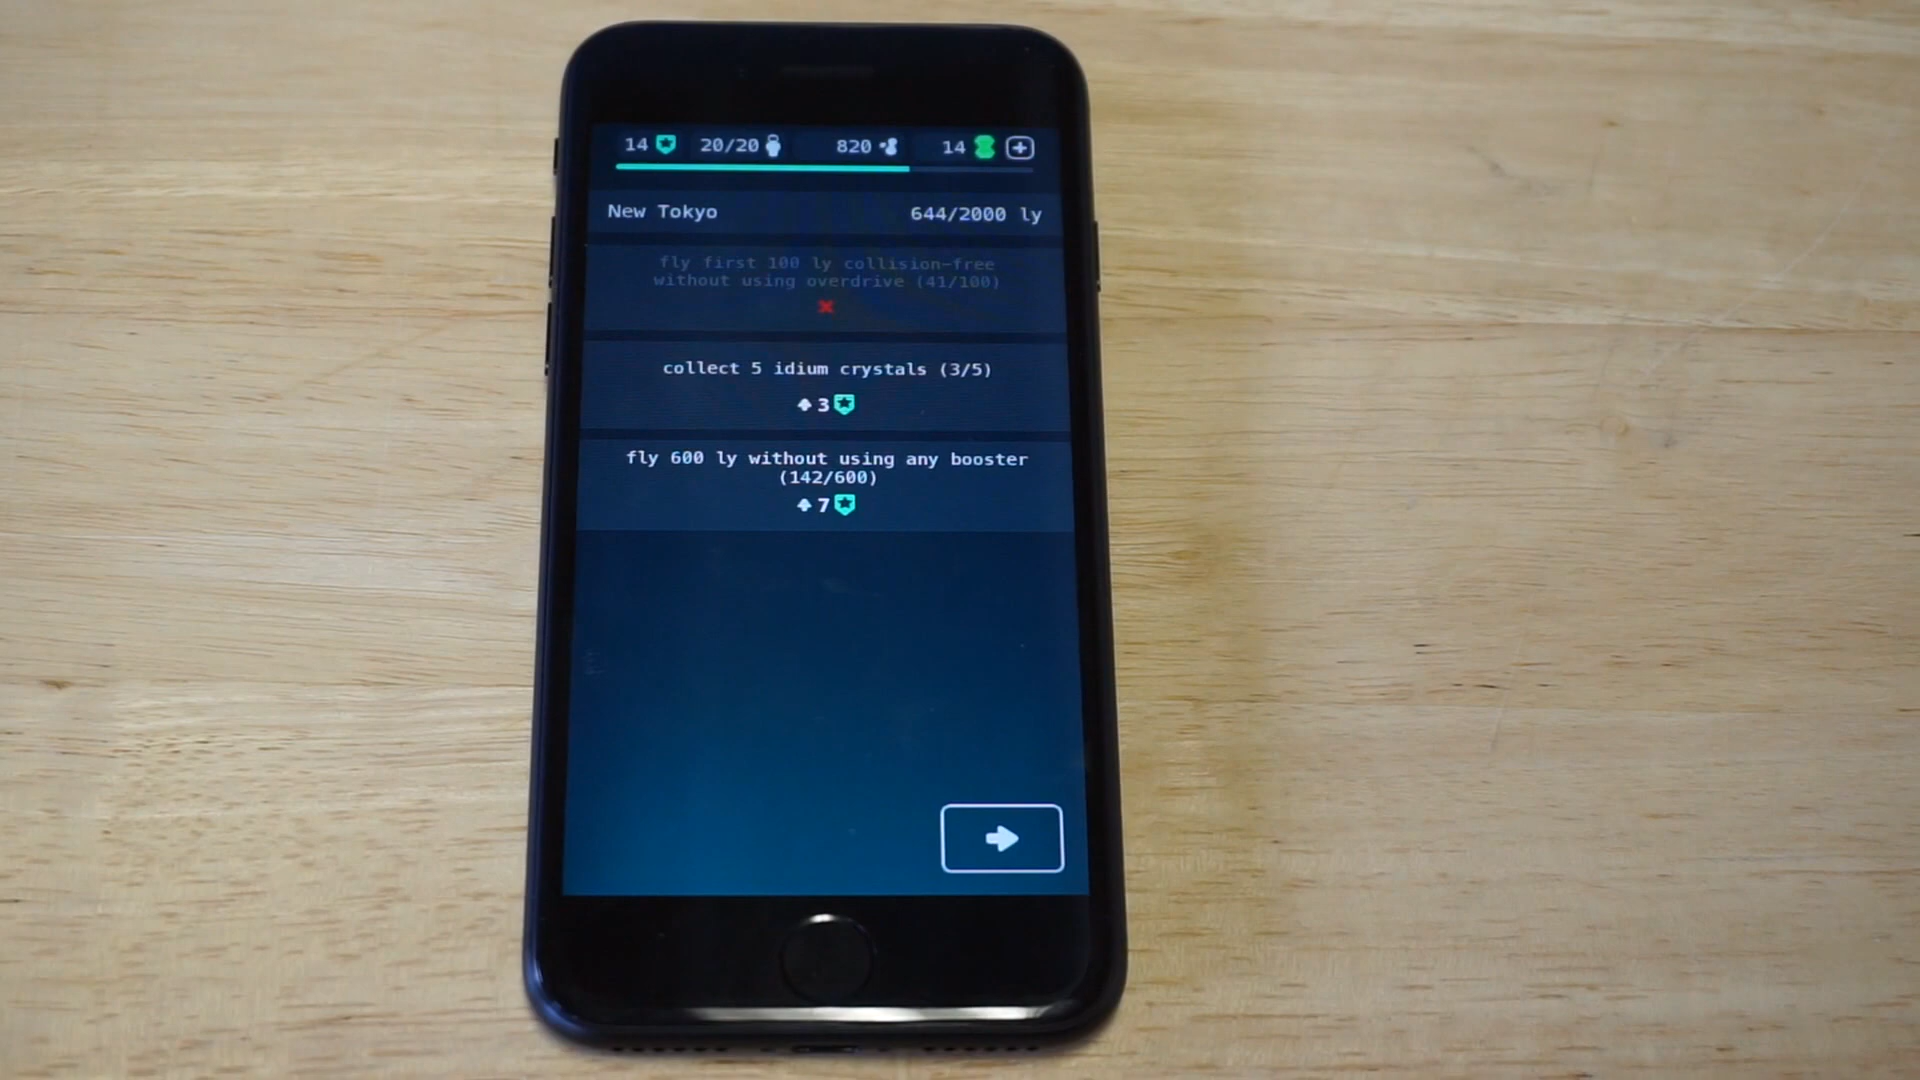 14 20/20 820 14
New Tokyo 644/2000 ly
fly first 100 ly collision-free
without using overdrive (41/100)
collect 5 idium crystals (3/5)
3
fly 600 ly without using any booster
(142/600)
7